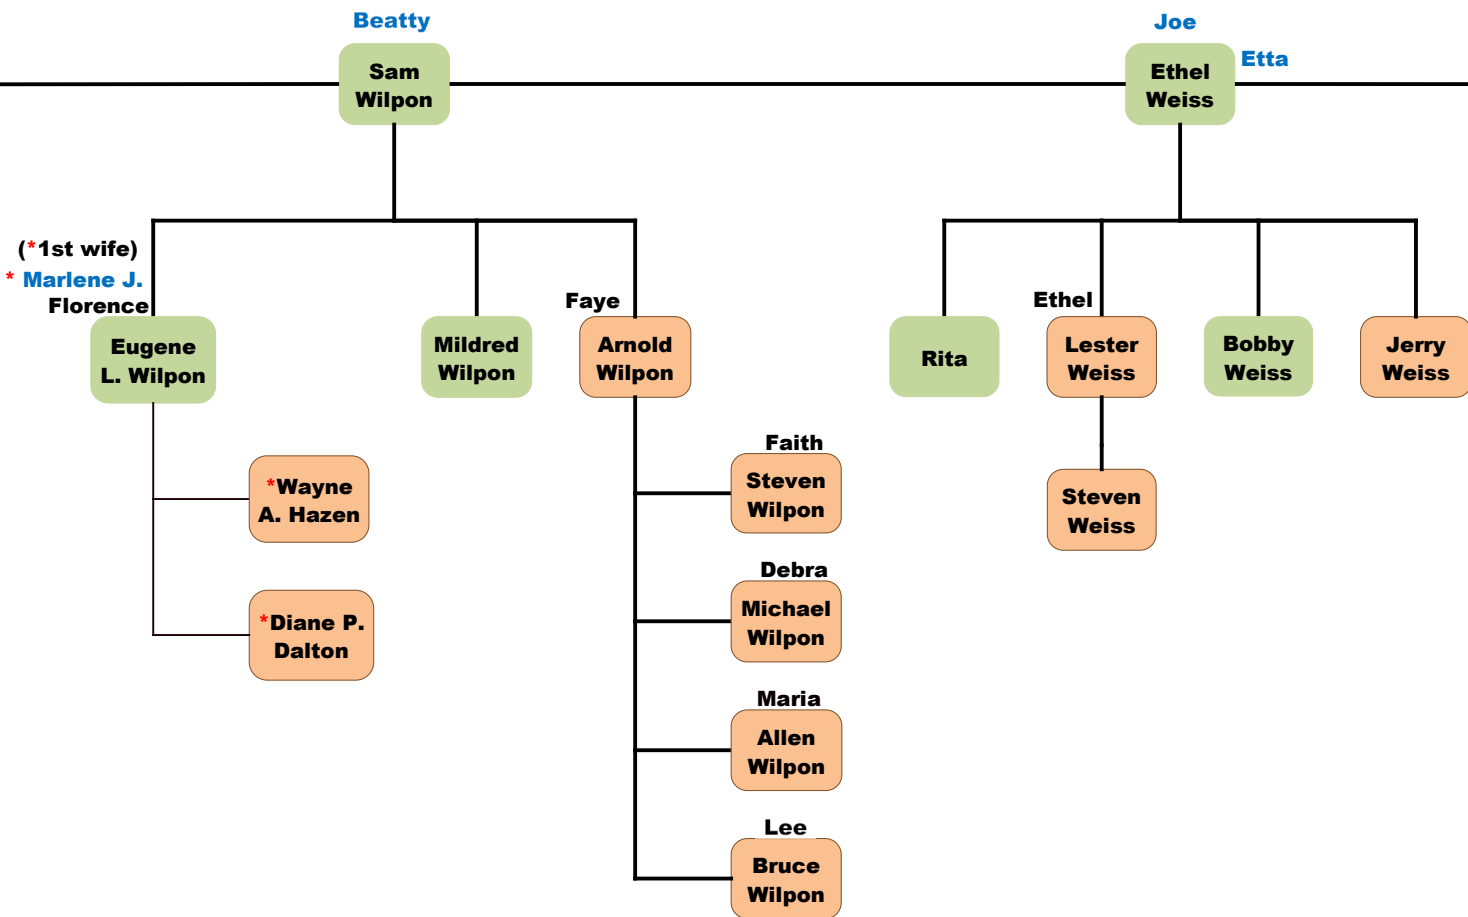 Beatty
Sam
Wilpon
Joe
Etta
Ethel
Weiss
(*1st wife)
* Marlene J.
Florence
Eugene
L. Wilpon
Mildred
Wilpon
Faye
Arnold
Wilpon
Rita
Ethel
Lester
Weiss
Bobby
Weiss
Jerry
Weiss
*Wayne
A. Hazen
*Diane P.
Dalton
Faith
Steven
Wilpon
Debra
Michael
Wilpon
Maria
Allen
Wilpon
Lee
Bruce
Wilpon
Steven
Weiss